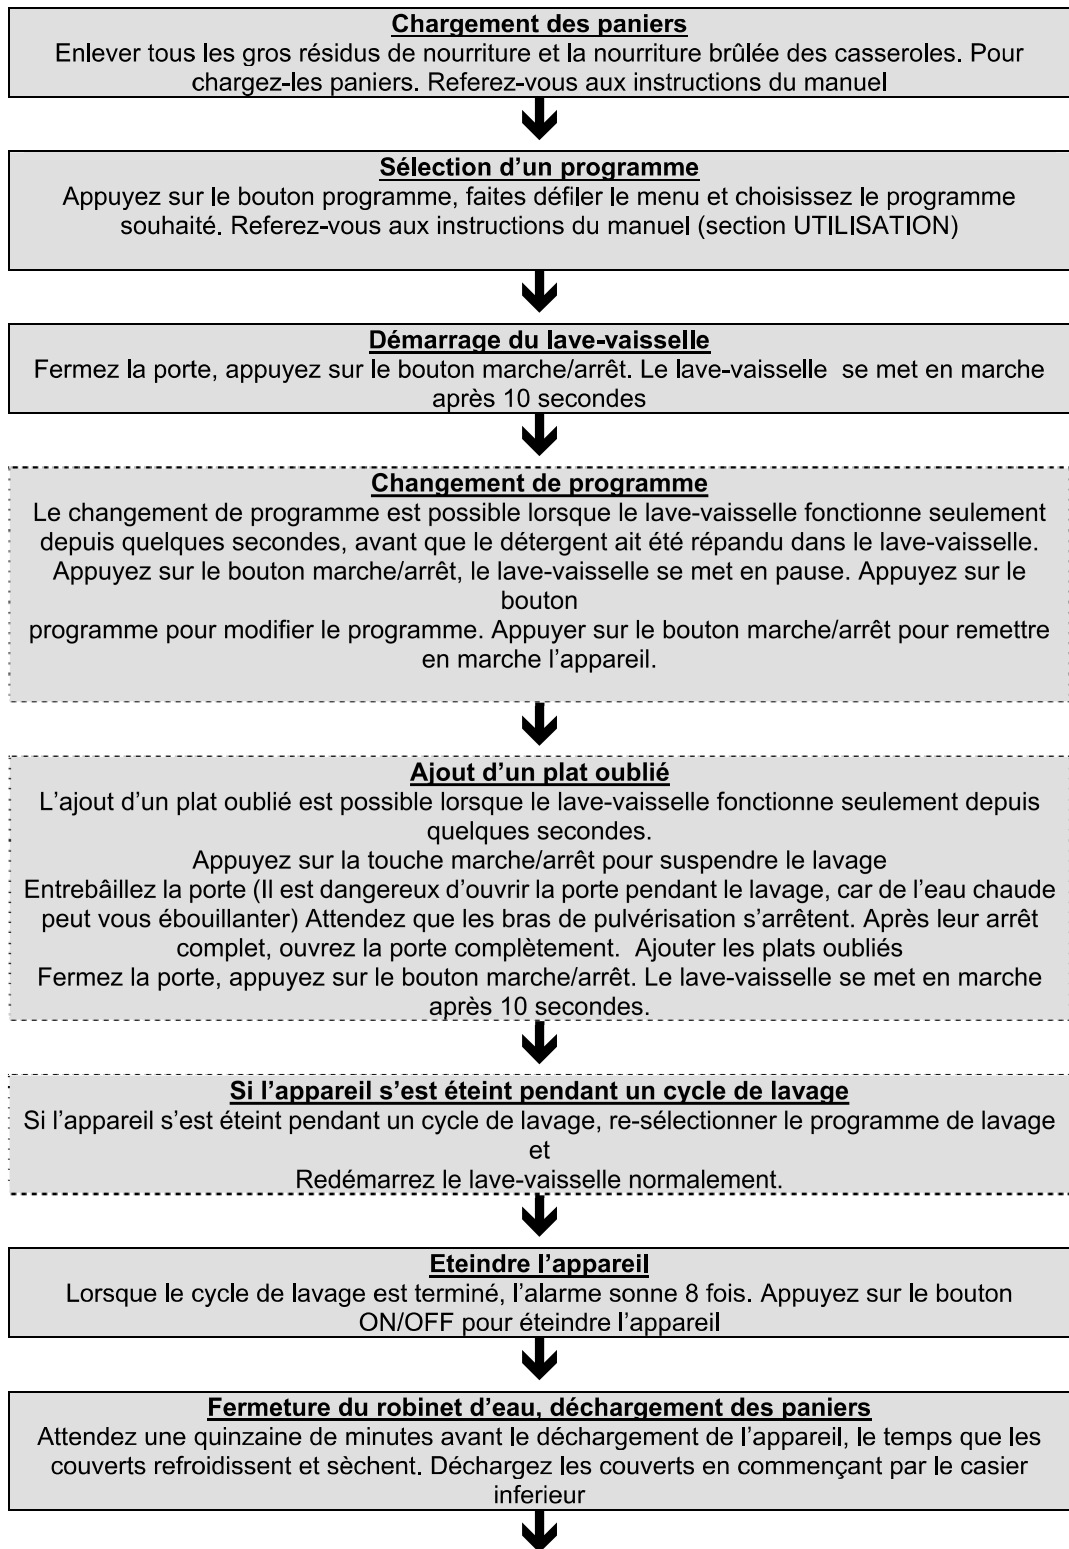 Chargement des paniers
Enlever tous les gros résidus de nourriture et la nourriture brûlée des casseroles. Pour
chargez-les paniers. Referez-vous aux instructions du manuel
Sélection d’un programme
Appuyez sur le bouton programme, faites défiler le menu et choisissez le programme
souhaité. Referez-vous aux instructions du manuel (section UTILISATION)
Démarrage du lave-vaisselle
Fermez la porte, appuyez sur le bouton marche/arrêt. Le lave-vaisselle se met en marche
après 10 secondes
Changement de programme
Le changement de programme est possible lorsque le lave-vaisselle fonctionne seulement
depuis quelques secondes, avant que le détergent ait été répandu dans le lave-vaisselle.
Appuyez sur le bouton marche/arrêt, le lave-vaisselle se met en pause. Appuyez sur le
bouton
programme pour modifier le programme. Appuyer sur le bouton marche/arrêt pour remettre
en marche l’appareil.
Ajout d’un plat oublié
L’ajout d’un plat oublié est possible lorsque le lave-vaisselle fonctionne seulement depuis
quelques secondes.
Appuyez sur la touche marche/arrêt pour suspendre le lavage
Entrebâillez la porte (Il est dangereux d’ouvrir la porte pendant le lavage, car de l’eau chaude
peut vous ébouillanter) Attendez que les bras de pulvérisation s’arrêtent. Après leur arrêt
complet, ouvrez la porte complètement. Ajouter les plats oubliés
Fermez la porte, appuyez sur le bouton marche/arrêt. Le lave-vaisselle se met en marche
après 10 secondes.
Si l’appareil s’est éteint pendant un cycle de lavage
Si l’appareil s’est éteint pendant un cycle de lavage, re-sélectionner le programme de lavage
et
Redémarrez le lave-vaisselle normalement.
Eteindre l’appareil
Lorsque le cycle de lavage est terminé, l’alarme sonne 8 fois. Appuyez sur le bouton
ON/OFF pour éteindre l’appareil
Fermeture du robinet d’eau, déchargement des paniers
Attendez une quinzaine de minutes avant le déchargement de l’appareil, le temps que les
couverts refroidissent et sèchent. Déchargez les couverts en commençant par le casier
inferieur